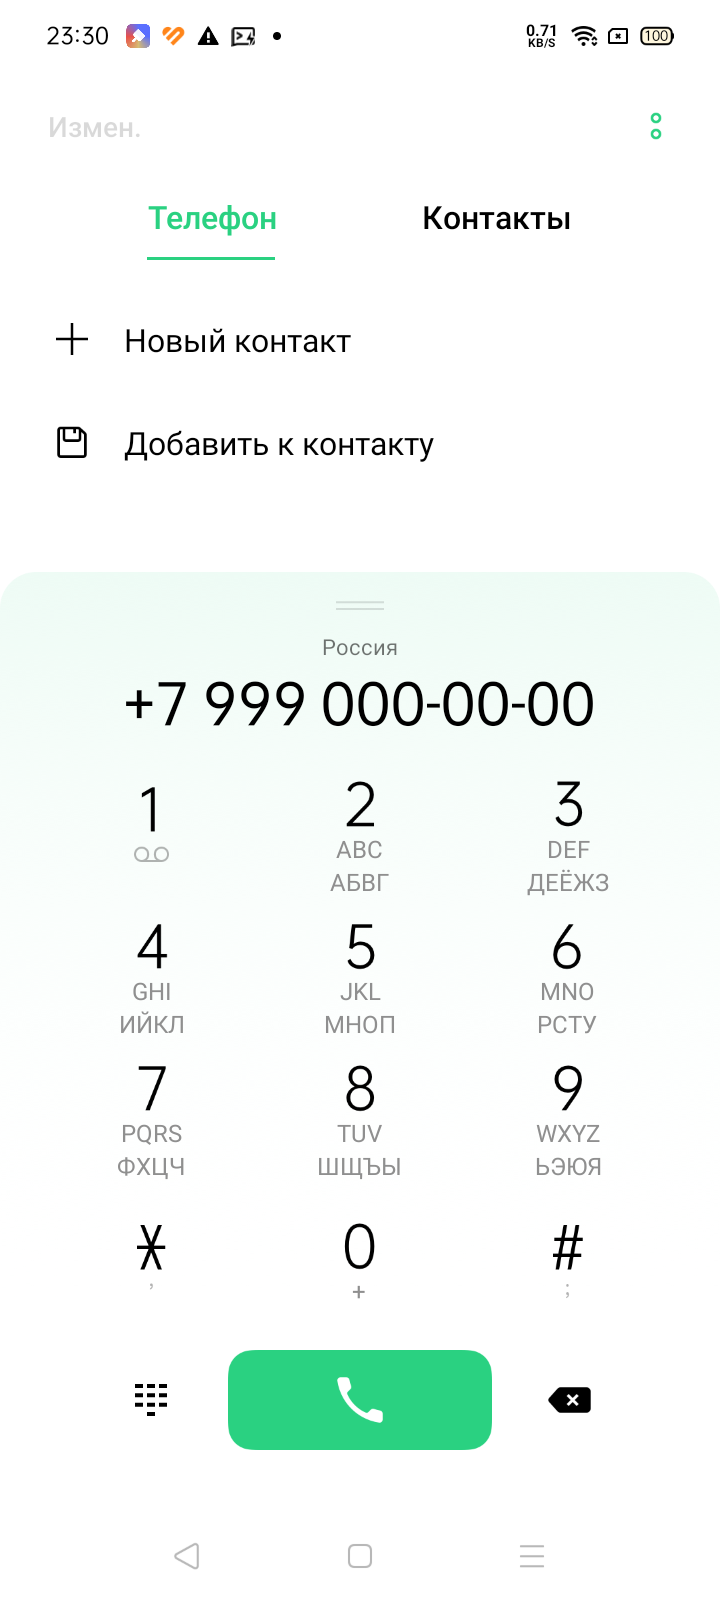 23:30 0.71 KB/S 100
Измен.
Телефон Контакты
Новый контакт
Добавить к контакту
Россия
+7 999 000-00-00
1 2 3
ABC DEF
АБВГ ДЕЁЖЗ
4 5 6
GHI JKL MNO
ИЙКЛ МНОП РСТУ
7 8 9
PQRS TUV WXYZ
ФХЦЧ ШЩЪЫ ЬЭЮЯ
* 0 #
, + ;